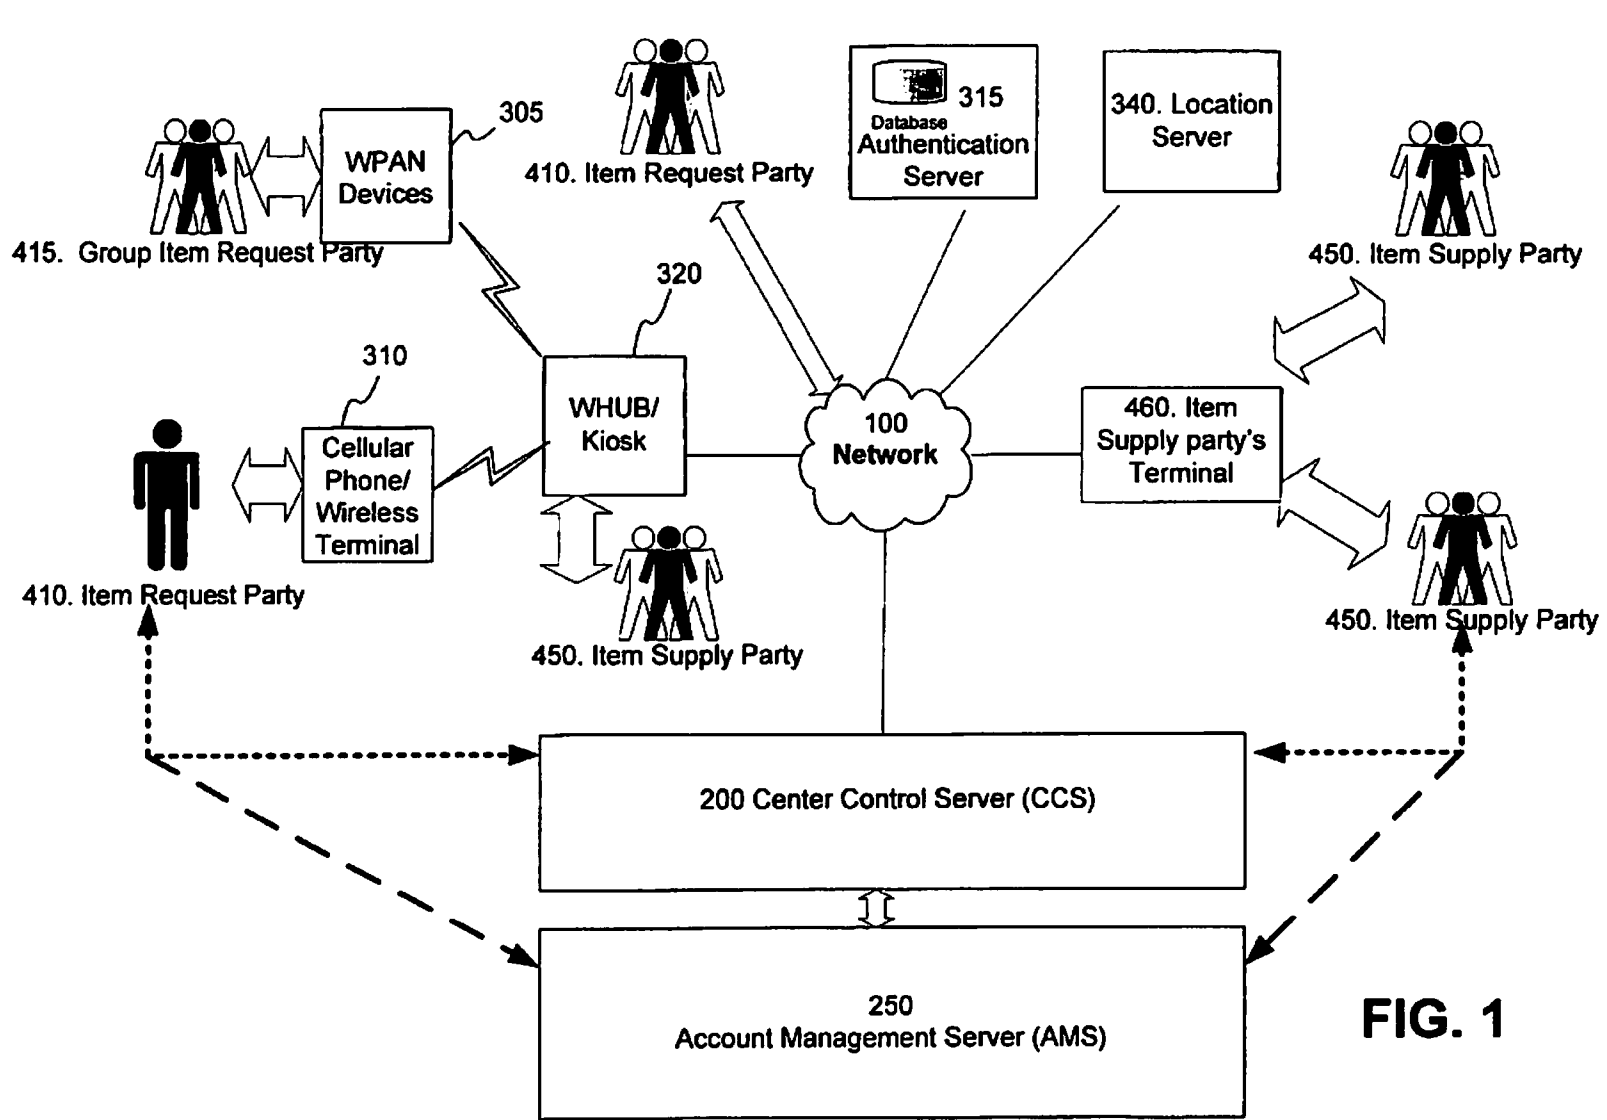 305
WPAN
Devices
415. Group Item Request Party
410. Item Request Party
Database
315
Authentication
Server
340. Location
Server
450. Item Supply Party
320
310
WHUB/
Kiosk
Cellular
Phone/
Wireless
Terminal
100
Network
460. Item
Supply party's
Terminal
410. Item Request Party
450. Item Supply Party
450. Item Supply Party
200 Center Control Server (CCS)
250
Account Management Server (AMS)
FIG. 1